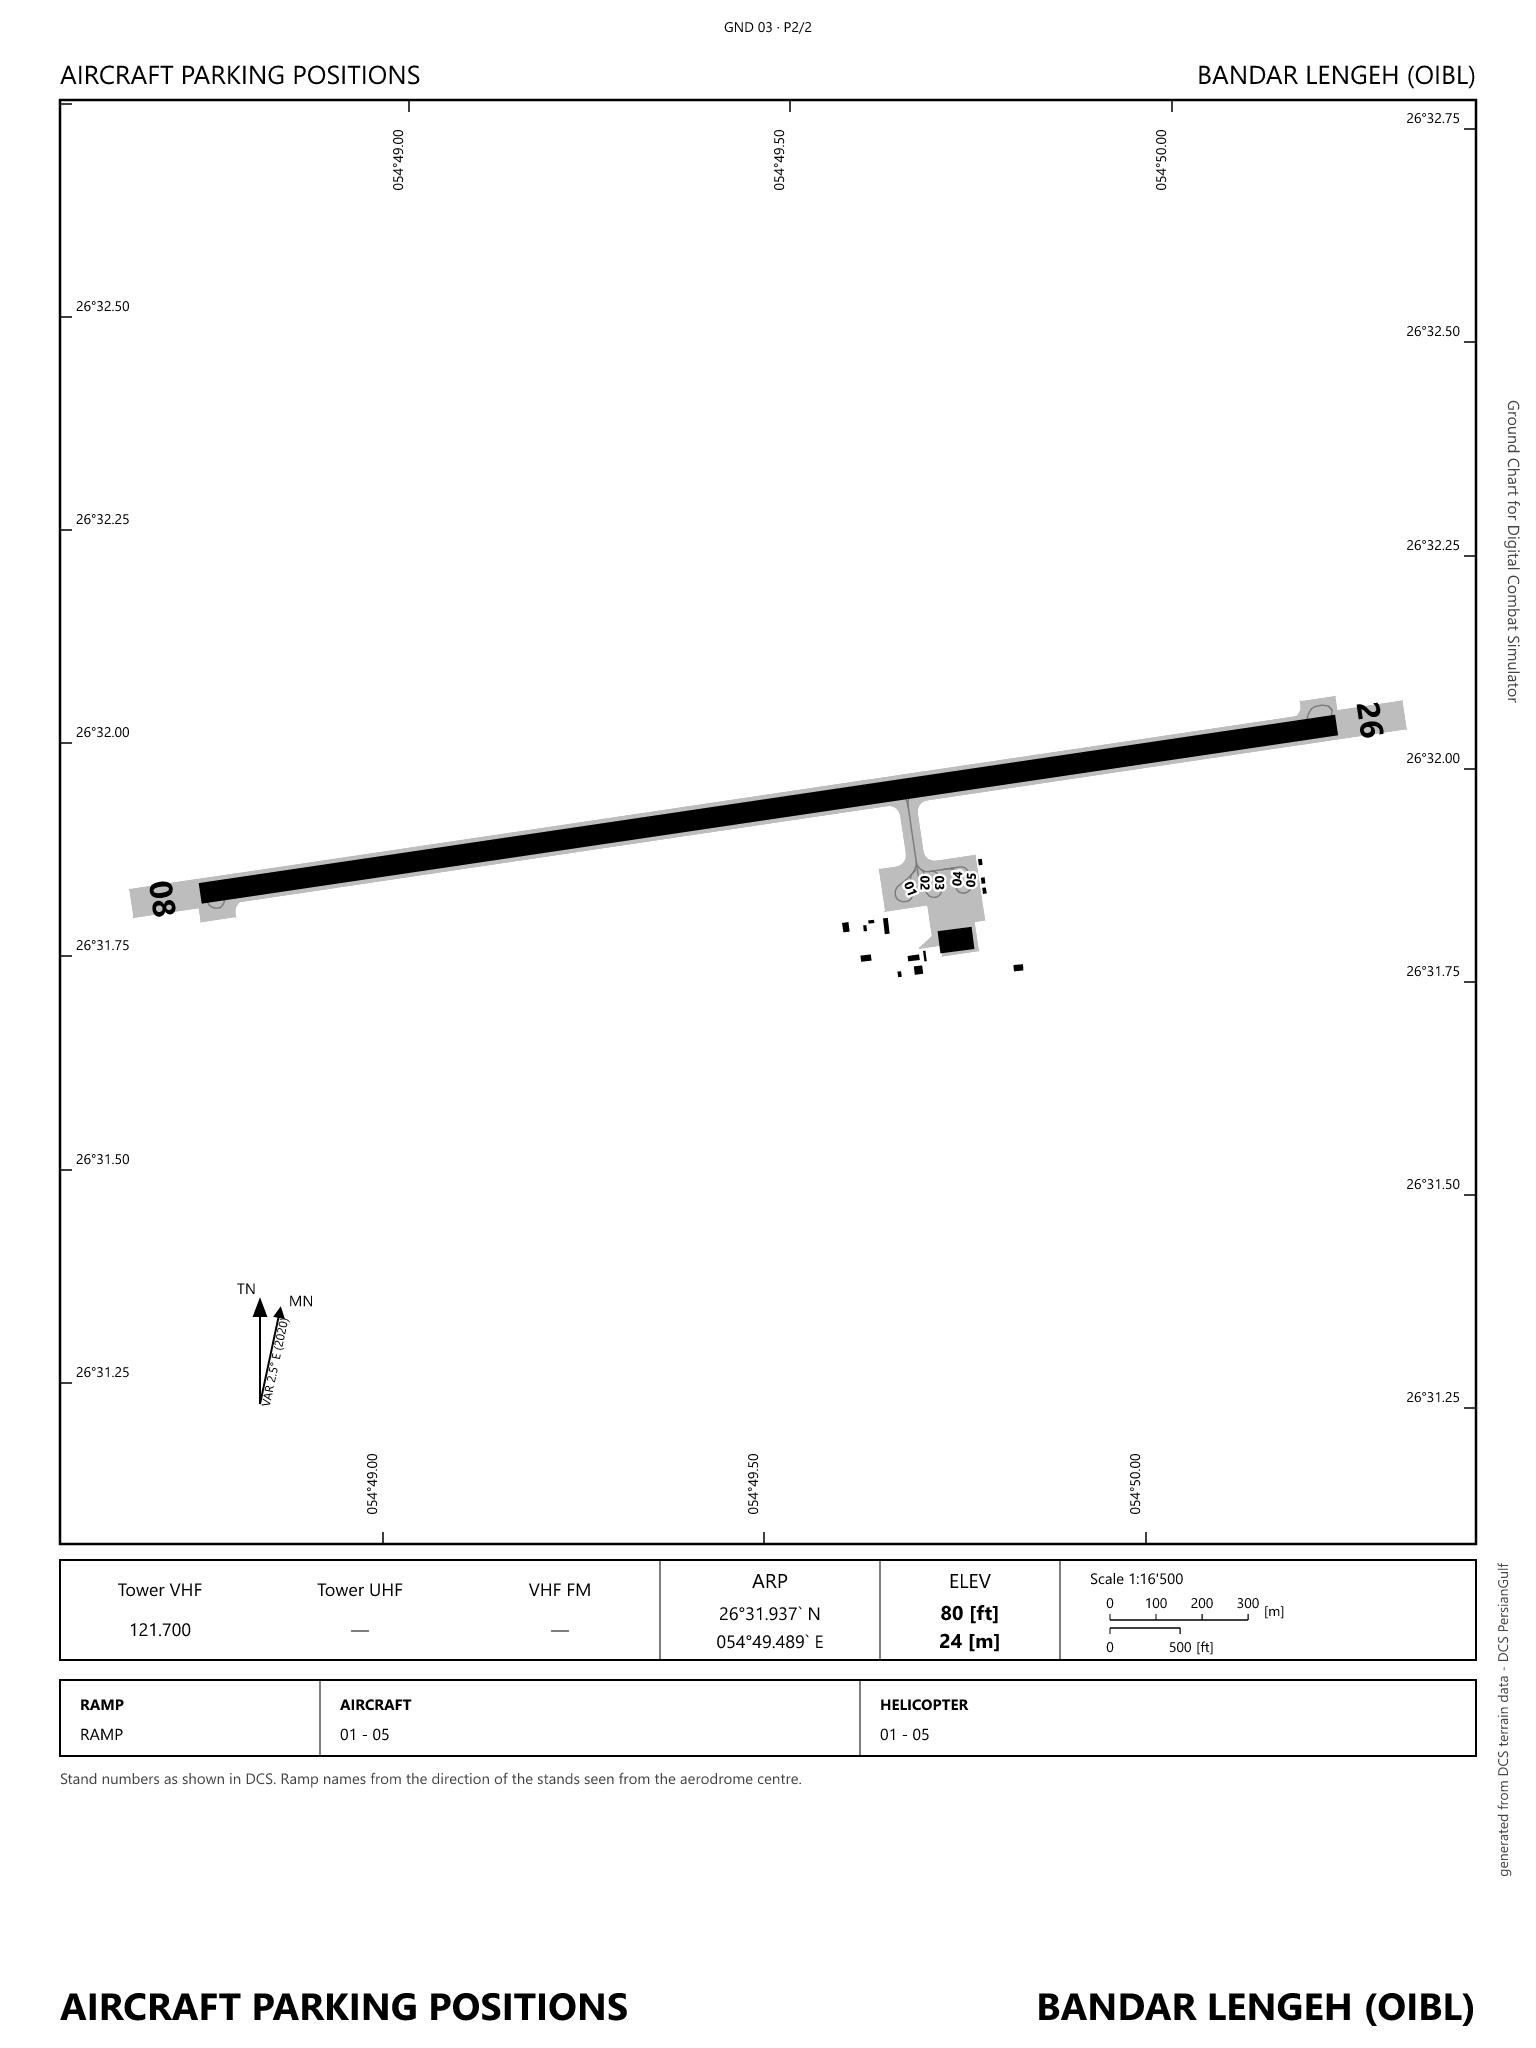 GND 03 · P2/2
AIRCRAFT PARKING POSITIONS
BANDAR LENGEH (OIBL)
054°49.00
054°49.50
054°50.00
26°32.75
26°32.50
26°32.50
26°32.25
26°32.25
26°32.00
26°32.00
26°31.75
26°31.75
26°31.50
26°31.50
26°31.25
26°31.25
08
26
01
02
03
04
05
TN
MN
VAR 2.5° E (2020)
054°49.00
054°49.50
054°50.00
Ground Chart for Digital Combat Simulator
Tower VHF
121.700
Tower UHF
—
VHF FM
—
ARP
26°31.937` N
054°49.489` E
ELEV
80 [ft]
24 [m]
Scale 1:16'500
0 100 200 300 [m]
0 500 [ft]
generated from DCS terrain data - DCS PersianGulf
RAMP AIRCRAFT HELICOPTER
RAMP 01 - 05 01 - 05
Stand numbers as shown in DCS. Ramp names from the direction of the stands seen from the aerodrome centre.
AIRCRAFT PARKING POSITIONS
BANDAR LENGEH (OIBL)